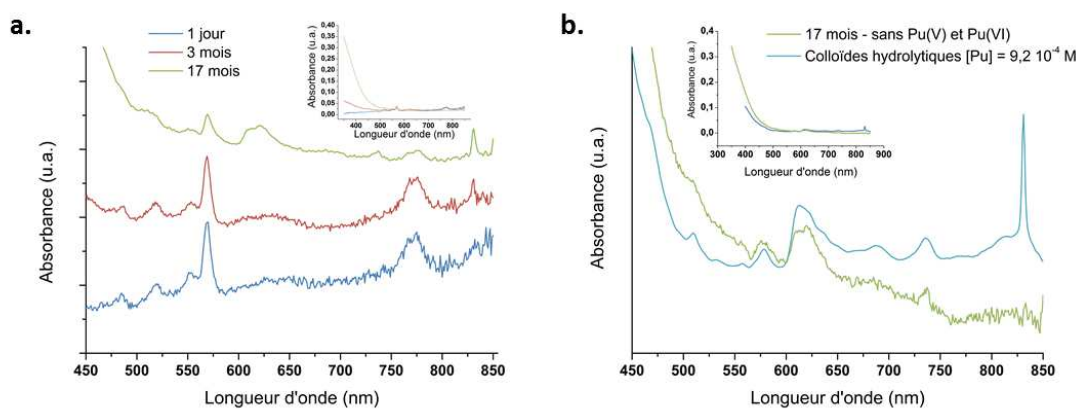 a.
1 jour
3 mois
17 mois
Absorbance (u.a.)
0,40
0,35
0,30
0,25
0,20
0,15
0,10
0,05
0,00
400 500 600 700 800
Longueur d'onde (nm)
Absorbance (u.a.)
450 500 550 600 650 700 750 800 850
Longueur d'onde (nm)
b.
17 mois - sans Pu(V) et Pu(VI)
Colloïdes hydrolytiques [Pu] = 9,2 10⁻⁴ M
Absorbance (u.a.)
0,4
0,3
0,2
0,1
0,0
300 400 500 600 700 800 900
Longueur d'onde (nm)
Absorbance (u.a.)
450 500 550 600 650 700 750 800 850
Longueur d'onde (nm)